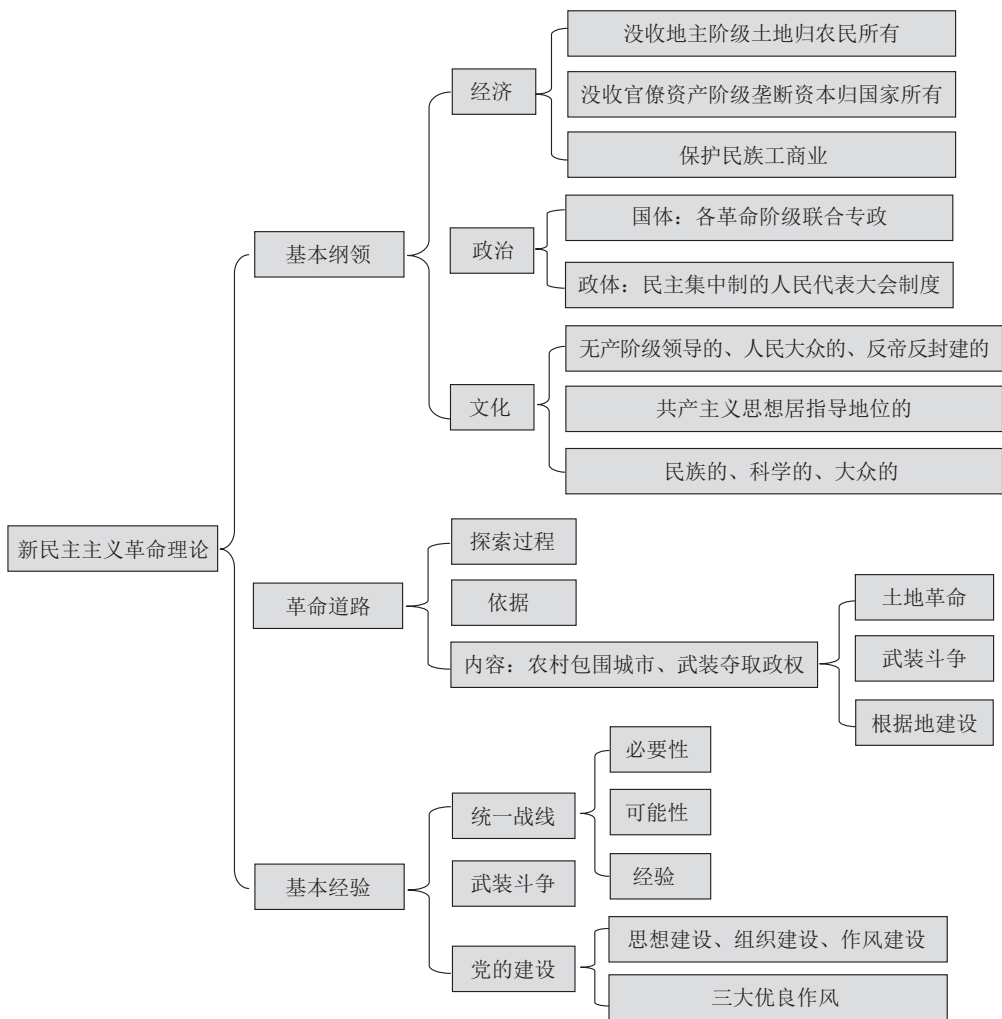 新民主主义革命理论
基本纲领
经济
没收地主阶级土地归农民所有
没收官僚资产阶级垄断资本归国家所有
保护民族工商业
政治
国体：各革命阶级联合专政
政体：民主集中制的人民代表大会制度
文化
无产阶级领导的、人民大众的、反帝反封建的
共产主义思想居指导地位的
民族的、科学的、大众的
革命道路
探索过程
依据
内容：农村包围城市、武装夺取政权
土地革命
武装斗争
根据地建设
基本经验
统一战线
必要性
可能性
经验
武装斗争
党的建设
思想建设、组织建设、作风建设
三大优良作风